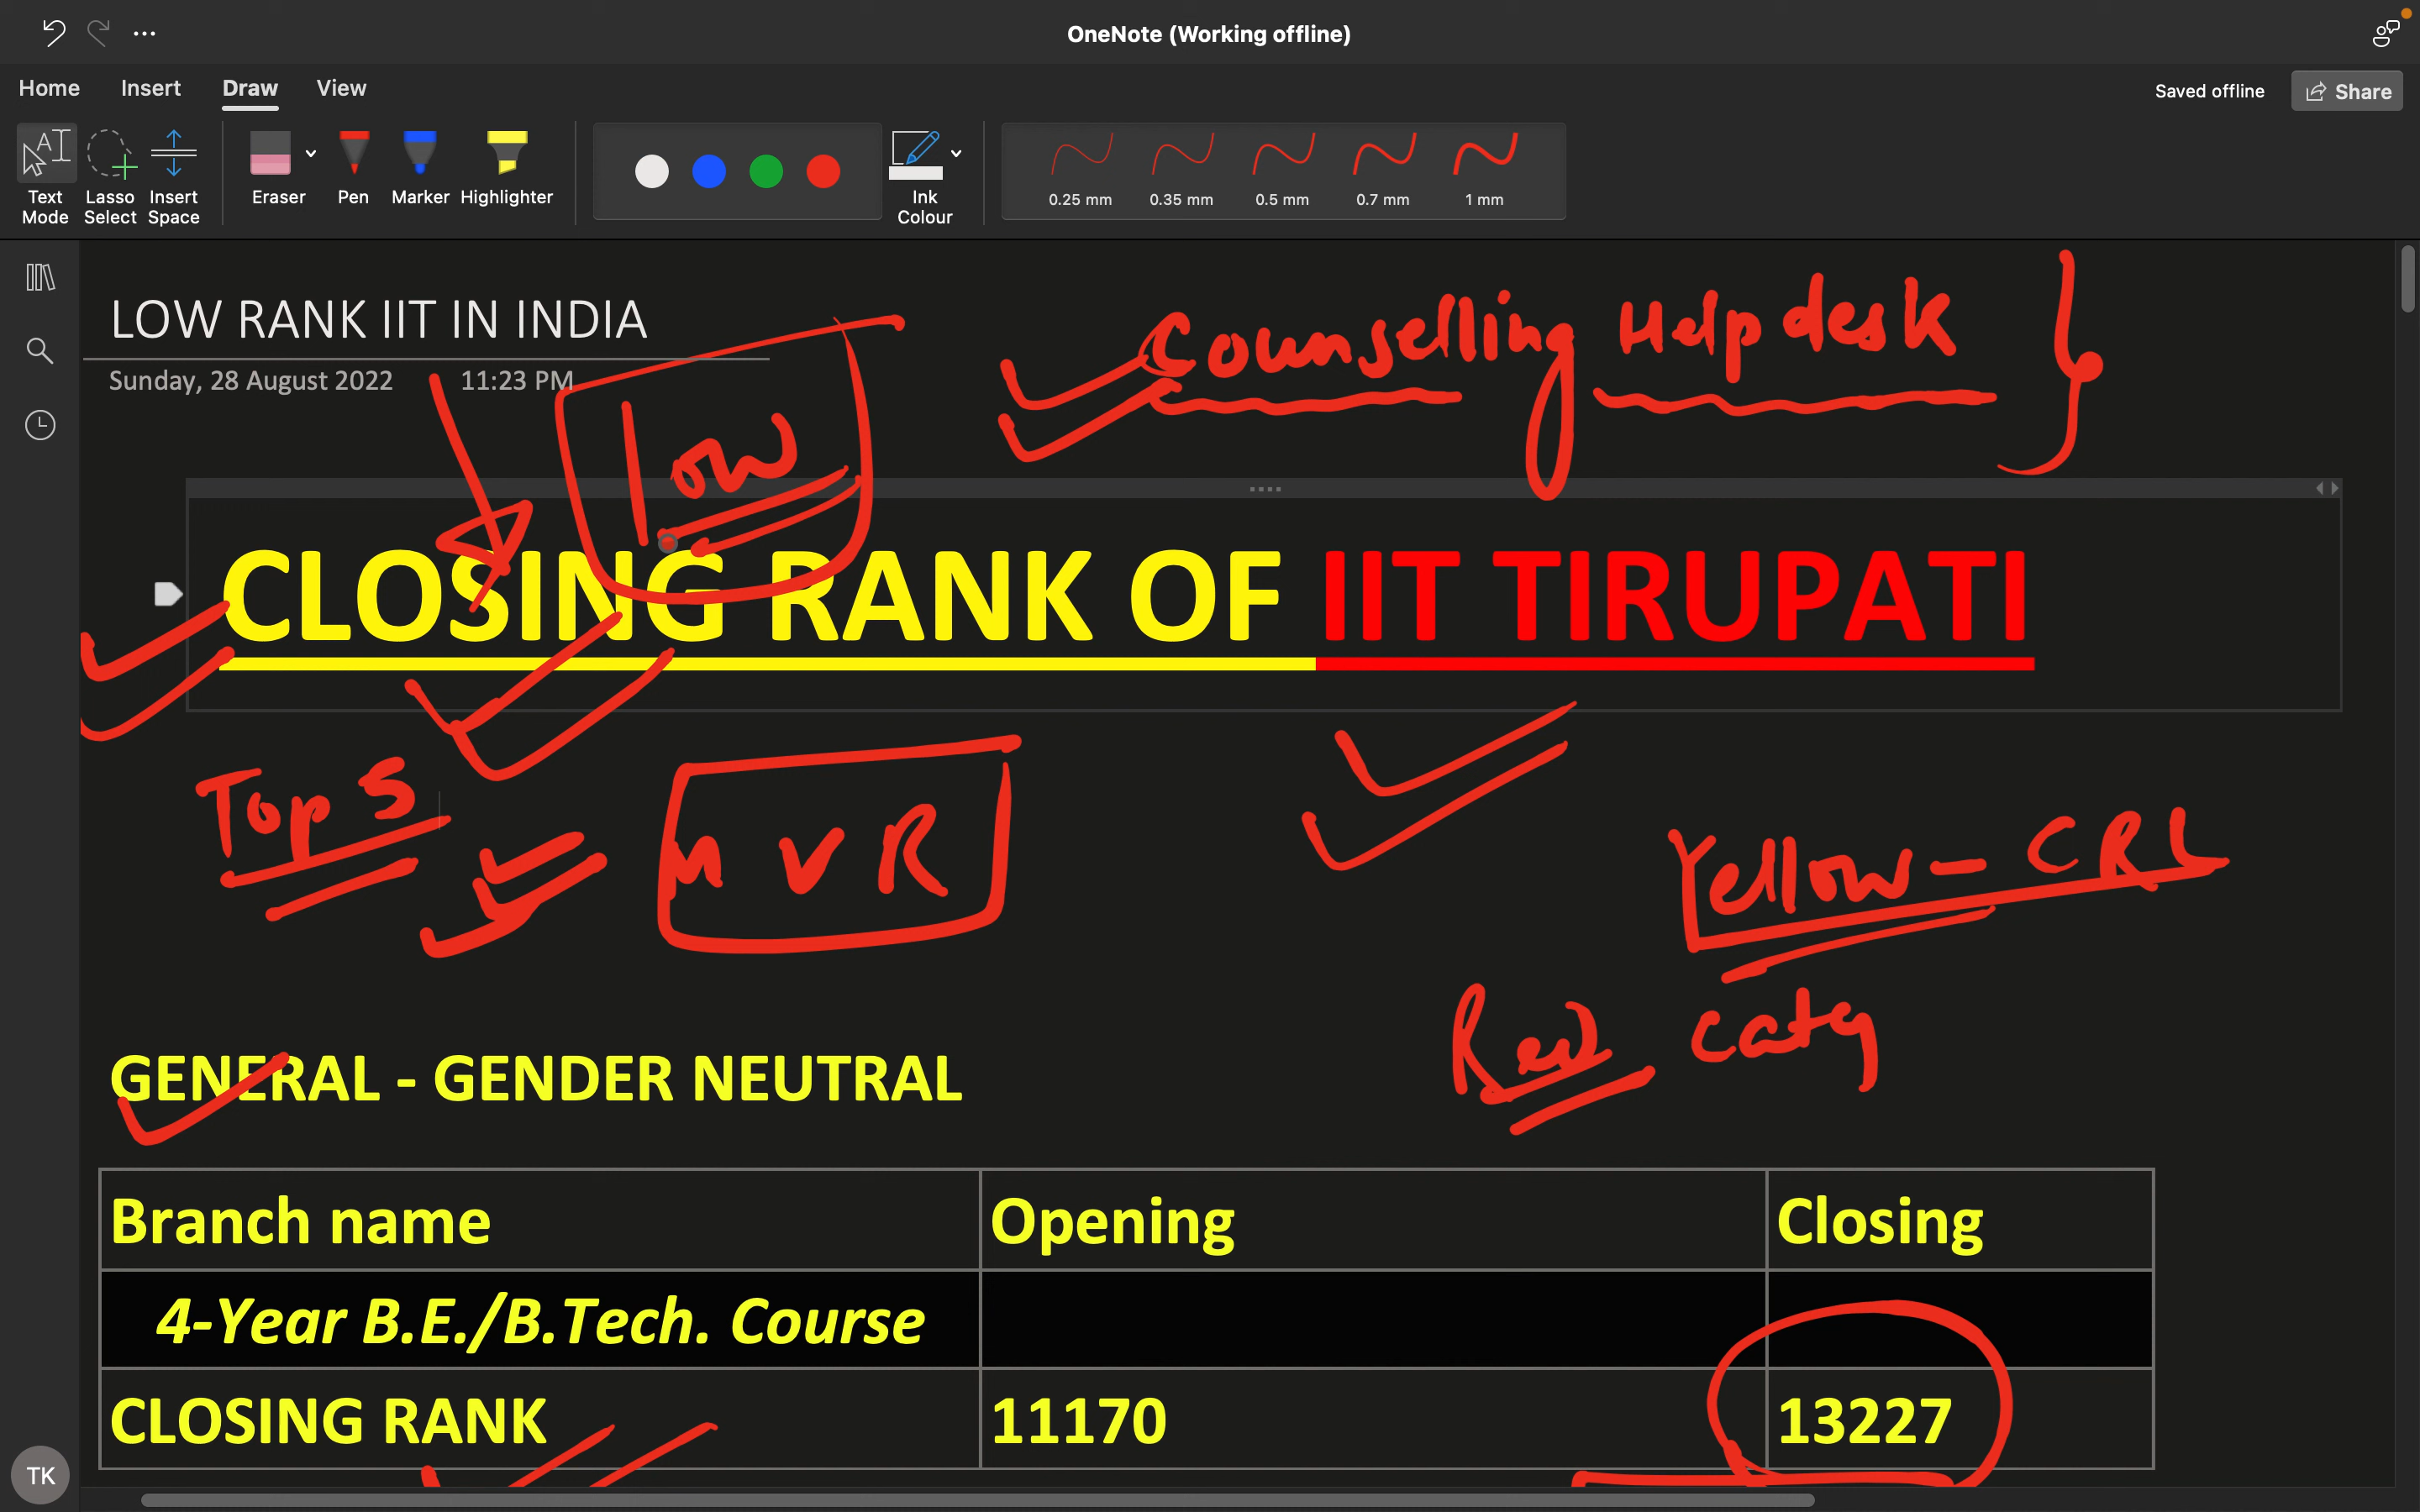 OneNote (Working offline)
Home Insert Draw View
Saved offline Share
Text Mode Lasso Select Insert Space Eraser Pen Marker Highlighter Ink Colour 0.25 mm 0.35 mm 0.5 mm 0.7 mm 1 mm
LOW RANK IIT IN INDIA
Sunday, 28 August 2022 11:23 PM
Counselling Helpdesk
low
CLOSING RANK OF IIT TIRUPATI
Top 5
M V R
Yellow - CRL
Red catg
GENERAL - GENDER NEUTRAL
Branch name Opening Closing
4-Year B.E./B.Tech. Course
CLOSING RANK 11170 13227
TK